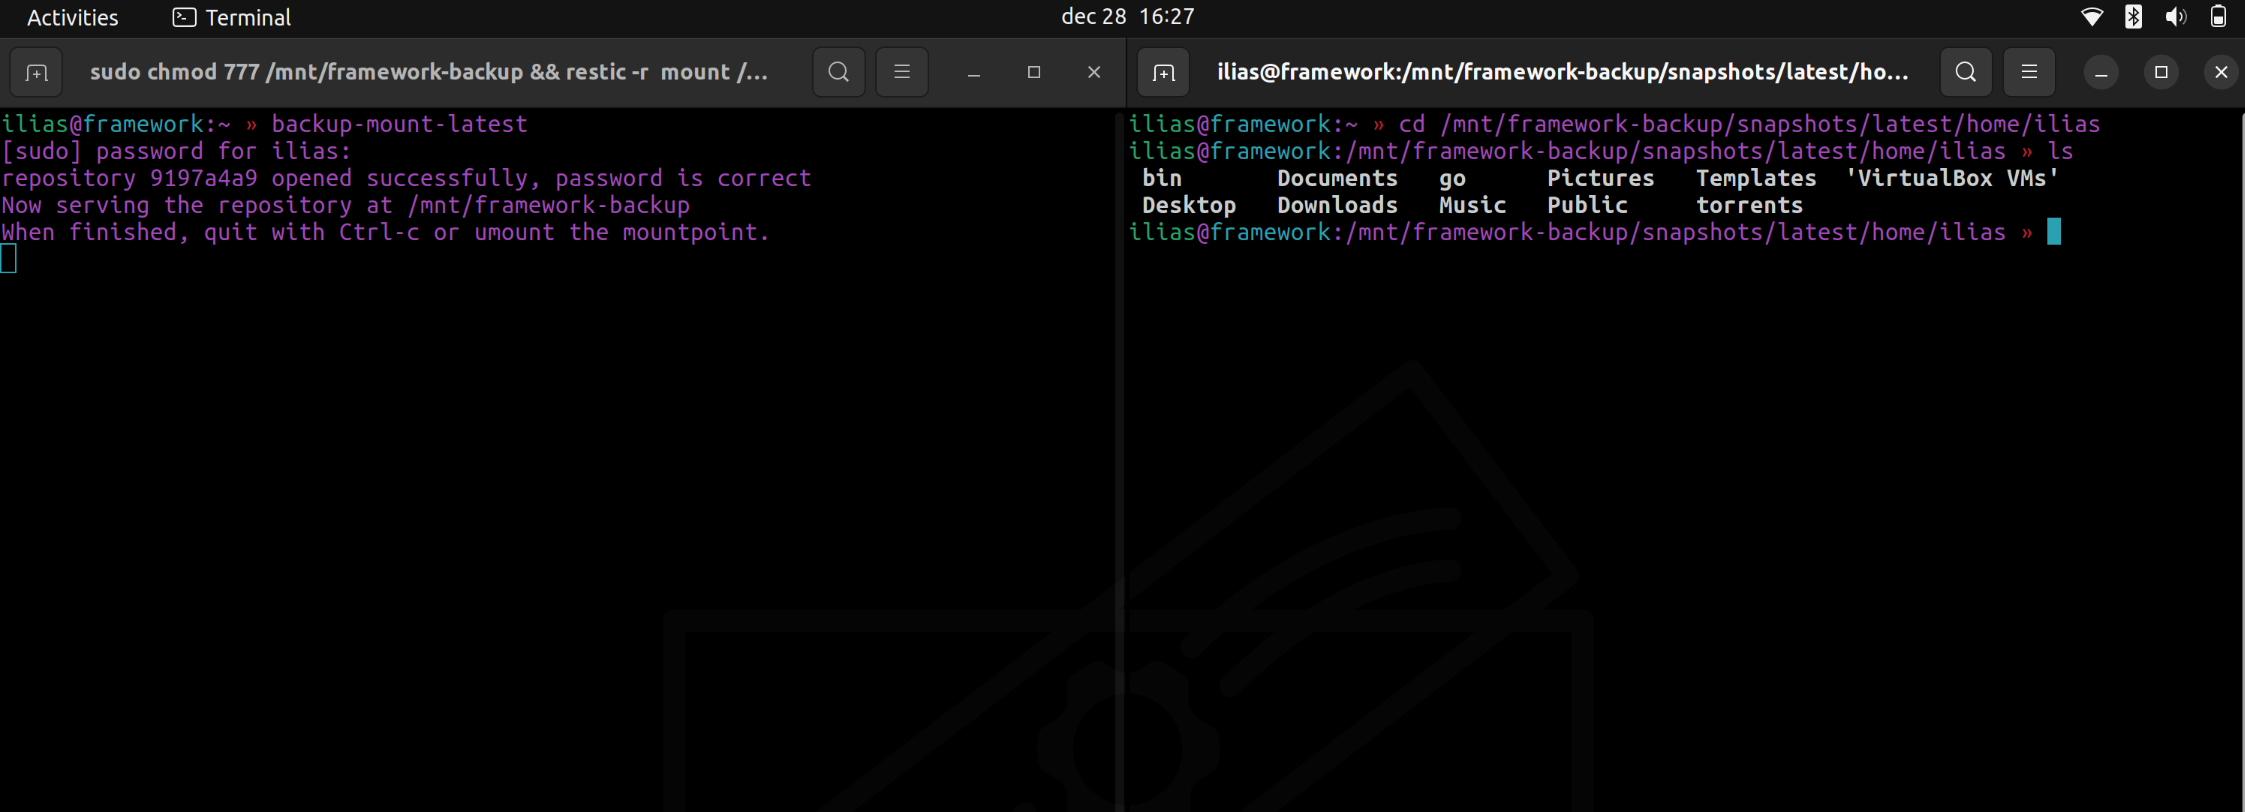 Activities Terminal dec 28 16:27
sudo chmod 777 /mnt/framework-backup && restic -r  mount /...
ilias@framework:~ » backup-mount-latest
[sudo] password for ilias:
repository 9197a4a9 opened successfully, password is correct
Now serving the repository at /mnt/framework-backup
When finished, quit with Ctrl-c or umount the mountpoint.
ilias@framework:/mnt/framework-backup/snapshots/latest/ho...
ilias@framework:~ » cd /mnt/framework-backup/snapshots/latest/home/ilias
ilias@framework:/mnt/framework-backup/snapshots/latest/home/ilias » ls
bin Documents go Pictures Templates 'VirtualBox VMs'
Desktop Downloads Music Public torrents
ilias@framework:/mnt/framework-backup/snapshots/latest/home/ilias »